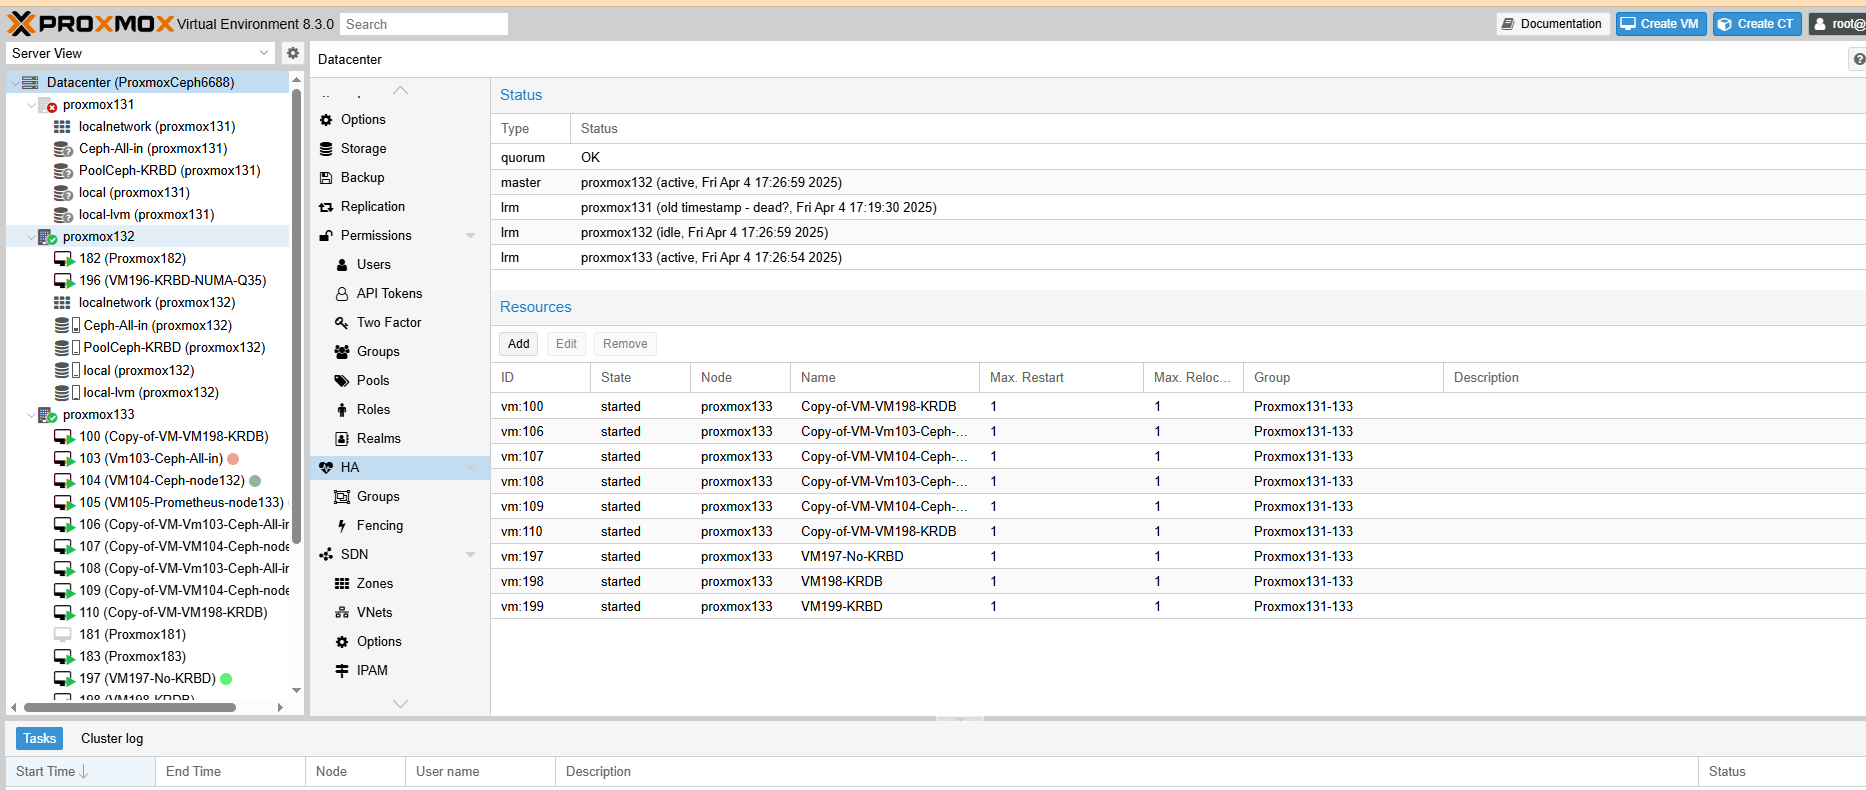 PROXMOX Virtual Environment 8.3.0 Search Documentation Create VM Create CT root@
Server View
Datacenter
Datacenter (ProxmoxCeph6688)
proxmox131
localnetwork (proxmox131)
Ceph-All-in (proxmox131)
PoolCeph-KRBD (proxmox131)
local (proxmox131)
local-lvm (proxmox131)
proxmox132
182 (Proxmox182)
196 (VM196-KRBD-NUMA-Q35)
localnetwork (proxmox132)
Ceph-All-in (proxmox132)
PoolCeph-KRBD (proxmox132)
local (proxmox132)
local-lvm (proxmox132)
proxmox133
100 (Copy-of-VM-VM198-KRDB)
103 (Vm103-Ceph-All-in)
104 (VM104-Ceph-node132)
105 (VM105-Prometheus-node133)
106 (Copy-of-VM-Vm103-Ceph-All-in
107 (Copy-of-VM-VM104-Ceph-node
108 (Copy-of-VM-Vm103-Ceph-All-in
109 (Copy-of-VM-VM104-Ceph-node
110 (Copy-of-VM-VM198-KRDB)
181 (Proxmox181)
183 (Proxmox183)
197 (VM197-No-KRBD)
198 (VM198-KRDB)
Options
Storage
Backup
Replication
Permissions
Users
API Tokens
Two Factor
Groups
Pools
Roles
Realms
HA
Groups
Fencing
SDN
Zones
VNets
Options
IPAM
Status
Type Status
quorum OK
master proxmox132 (active, Fri Apr 4 17:26:59 2025)
lrm proxmox131 (old timestamp - dead?, Fri Apr 4 17:19:30 2025)
lrm proxmox132 (idle, Fri Apr 4 17:26:59 2025)
lrm proxmox133 (active, Fri Apr 4 17:26:54 2025)
Resources
Add Edit Remove
ID State Node Name Max. Restart Max. Reloc... Group Description
vm:100 started proxmox133 Copy-of-VM-VM198-KRDB 1 1 Proxmox131-133
vm:106 started proxmox133 Copy-of-VM-Vm103-Ceph-... 1 1 Proxmox131-133
vm:107 started proxmox133 Copy-of-VM-VM104-Ceph-... 1 1 Proxmox131-133
vm:108 started proxmox133 Copy-of-VM-Vm103-Ceph-... 1 1 Proxmox131-133
vm:109 started proxmox133 Copy-of-VM-VM104-Ceph-... 1 1 Proxmox131-133
vm:110 started proxmox133 Copy-of-VM-VM198-KRDB 1 1 Proxmox131-133
vm:197 started proxmox133 VM197-No-KRBD 1 1 Proxmox131-133
vm:198 started proxmox133 VM198-KRDB 1 1 Proxmox131-133
vm:199 started proxmox133 VM199-KRBD 1 1 Proxmox131-133
Tasks Cluster log
Start Time End Time Node User name Description Status